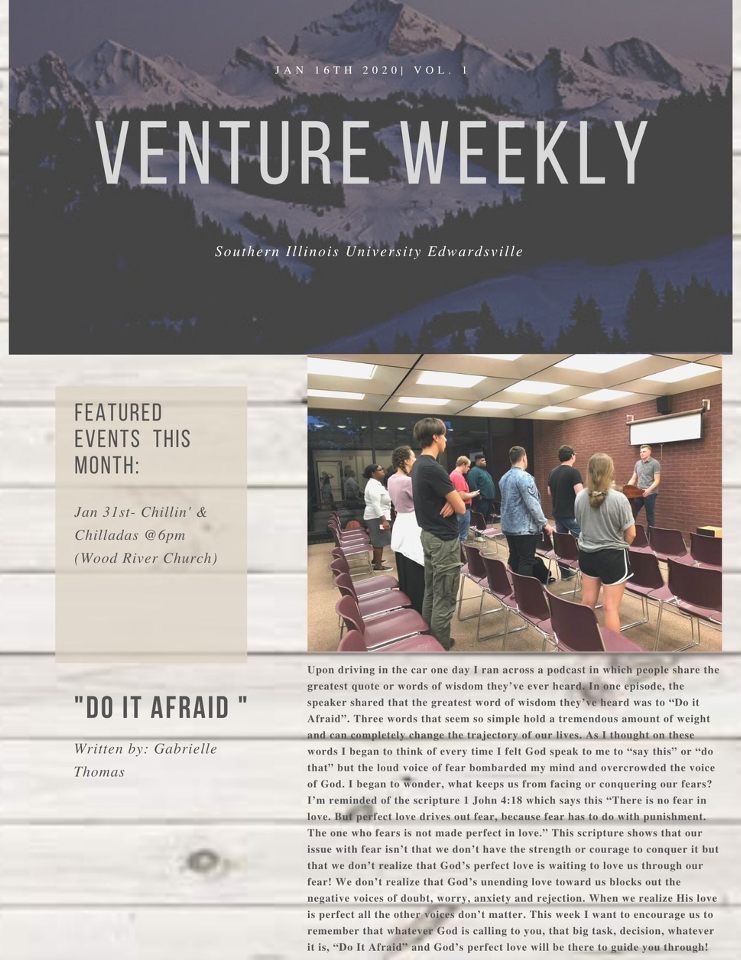 JAN 16TH 2020| VOL. 1
VENTURE WEEKLY
Southern Illinois University Edwardsville
FEATURED
EVENTS THIS
MONTH:
Jan 31st- Chillin' &
Chilladas @6pm
(Wood River Church)
"DO IT AFRAID "
Written by: Gabrielle
Thomas
Upon driving in the car one day I ran across a podcast in which people share the
greatest quote or words of wisdom they've ever heard. In one episode, the
speaker shared that the greatest word of wisdom they've heard was to “Do it
Afraid”. Three words that seem so simple hold a tremendous amount of weight
and can completely change the trajectory of our lives. As I thought on these
words I began to think of every time I felt God speak to me to “say this” or “do
that” but the loud voice of fear bombarded my mind and overcrowded the voice
of God. I began to wonder, what keeps us from facing or conquering our fears?
I'm reminded of the scripture 1 John 4:18 which says this “There is no fear in
love. But perfect love drives out fear, because fear has to do with punishment.
The one who fears is not made perfect in love.” This scripture shows that our
issue with fear isn't that we don't have the strength or courage to conquer it but
that we don't realize that God's perfect love is waiting to love us through our
fear! We don't realize that God's unending love toward us blocks out the
negative voices of doubt, worry, anxiety and rejection. When we realize His love
is perfect all the other voices don't matter. This week I want to encourage us to
remember that whatever God is calling to you, that big task, decision, whatever
it is, “Do It Afraid” and God's perfect love will be there to guide you through!